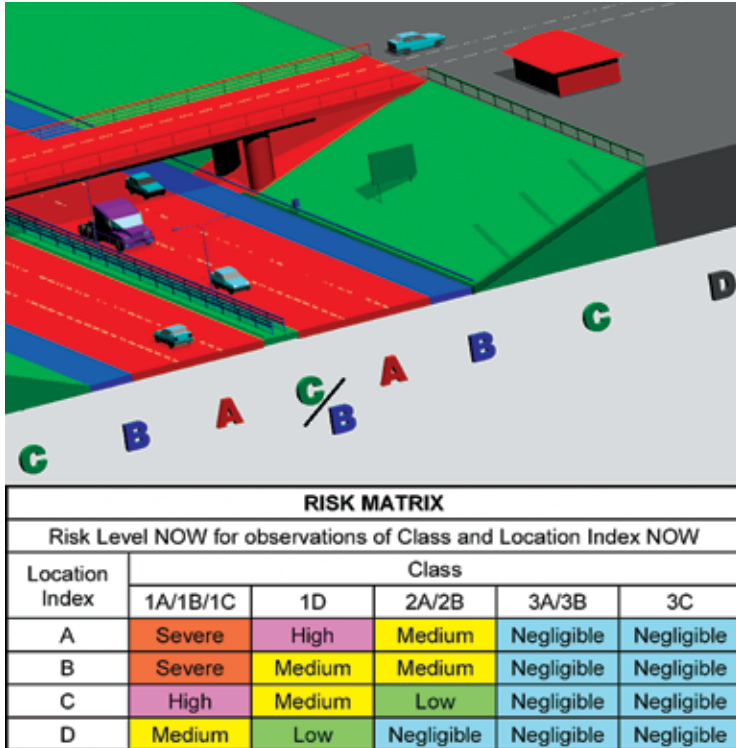 D
C
B
A
C/B
A
B
C
RISK MATRIX
Risk Level NOW for observations of Class and Location Index NOW
Location Index Class
1A/1B/1C 1D 2A/2B 3A/3B 3C
A Severe High Medium Negligible Negligible
B Severe Medium Medium Negligible Negligible
C High Medium Low Negligible Negligible
D Medium Low Negligible Negligible Negligible